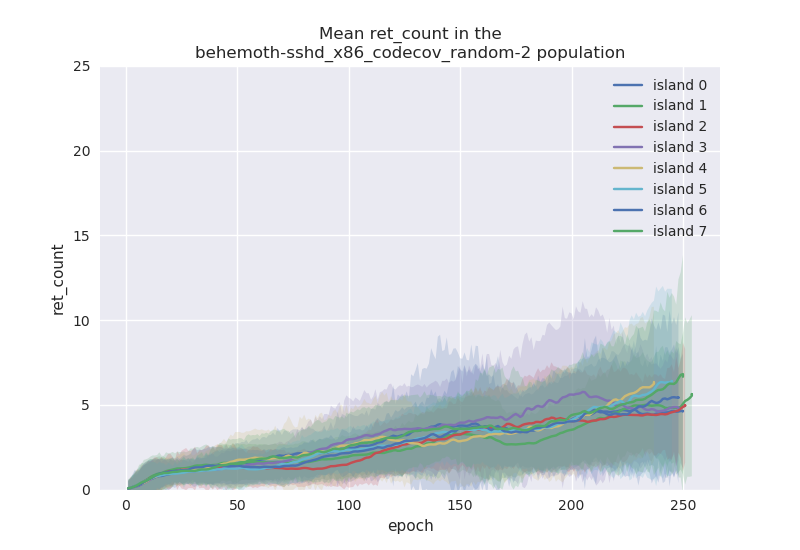 Mean ret_count in the
behemoth-sshd_x86_codecov_random-2 population
25
20
15
10
5
0
ret_count
island 0
island 1
island 2
island 3
island 4
island 5
island 6
island 7
0 50 100 150 200 250
epoch